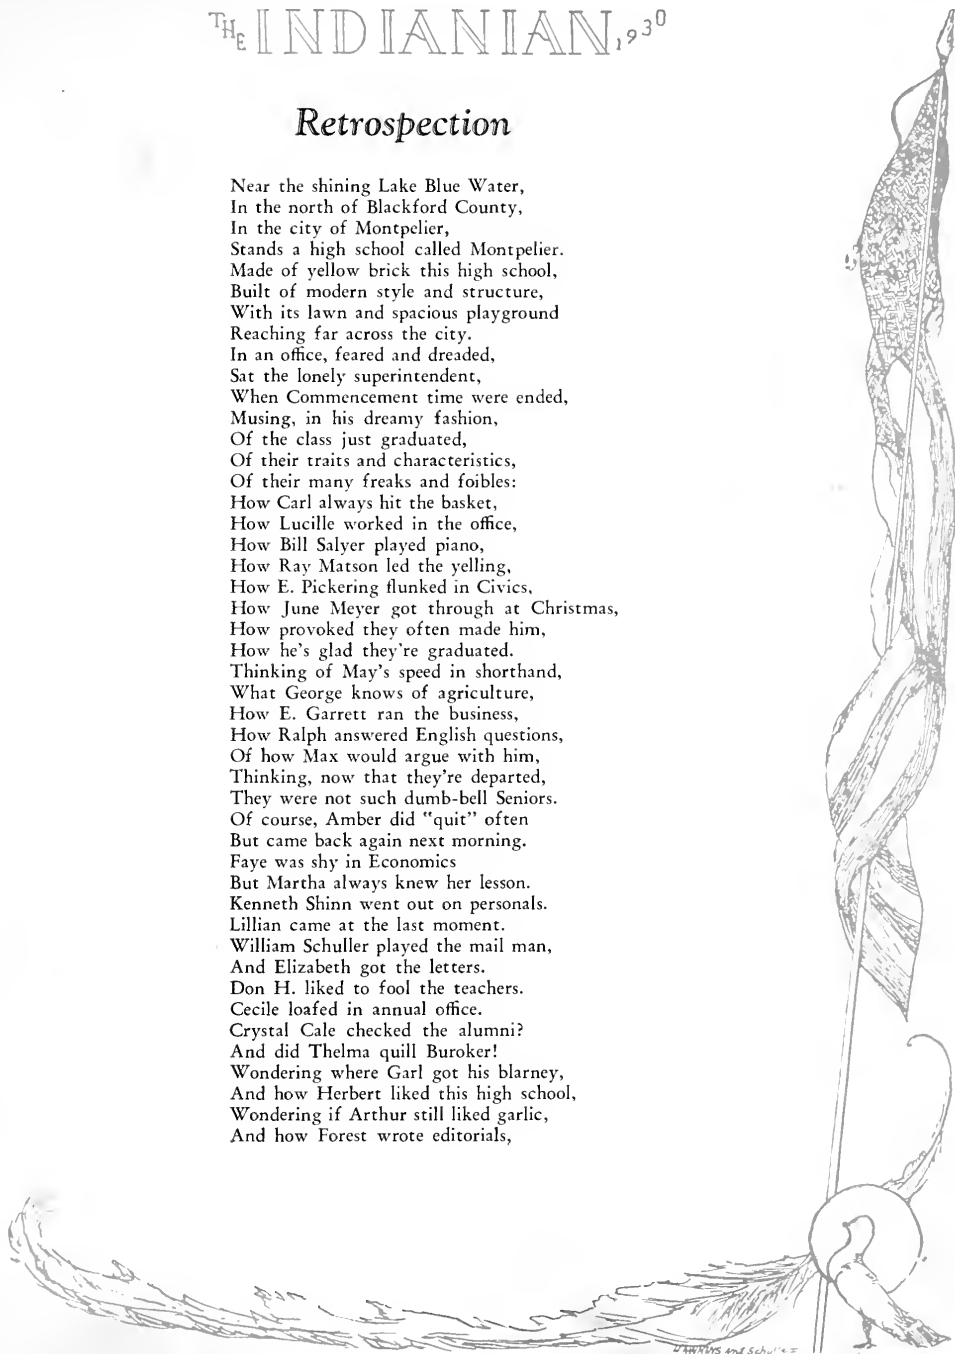 THE INDIANIAN 1930
Retrospection
Near the shining Lake Blue Water,
In the north of Blackford County,
In the city of Montpelier,
Stands a high school called Montpelier.
Made of yellow brick this high school,
Built of modern style and structure,
With its lawn and spacious playground
Reaching far across the city.
In an office, feared and dreaded,
Sat the lonely superintendent,
When Commencement time were ended,
Musing, in his dreamy fashion,
Of the class just graduated,
Of their traits and characteristics,
Of their many freaks and foibles:
How Carl always hit the basket,
How Lucille worked in the office,
How Bill Salyer played piano,
How Ray Matson led the yelling,
How E. Pickering flunked in Civics,
How June Meyer got through at Christmas,
How provoked they often made him,
How he's glad they're graduated.
Thinking of May's speed in shorthand,
What George knows of agriculture,
How E. Garrett ran the business,
How Ralph answered English questions,
Of how Max would argue with him,
Thinking, now that they're departed,
They were not such dumb-bell Seniors.
Of course, Amber did "quit" often
But came back again next morning.
Faye was shy in Economics
But Martha always knew her lesson.
Kenneth Shinn went out on personals.
Lillian came at the last moment.
William Schuller played the mail man,
And Elizabeth got the letters.
Don H. liked to fool the teachers.
Cecile loafed in annual office.
Crystal Cale checked the alumni?
And did Thelma quill Buroker!
Wondering where Garl got his blarney,
And how Herbert liked this high school,
Wondering if Arthur still liked garlic,
And how Forest wrote editorials,
HAWKINS and